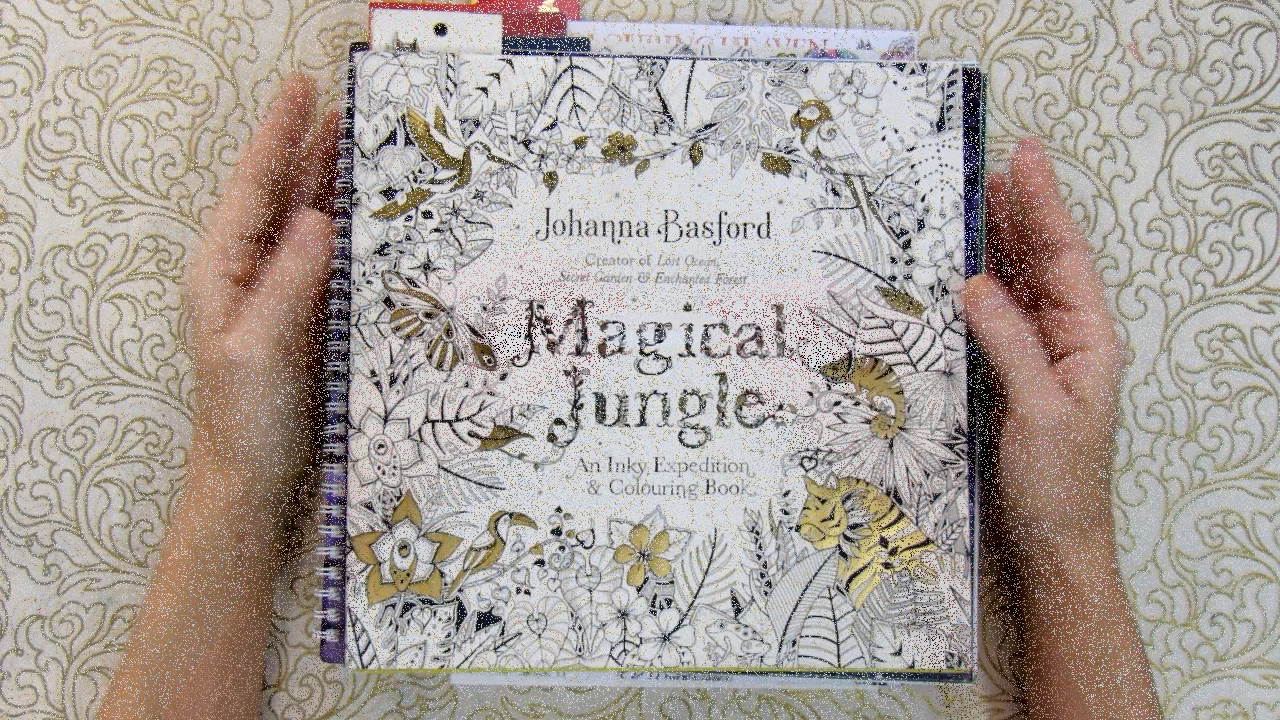 Johanna Basford
Creator of Lost Ocean,
Secret Garden & Enchanted Forest
Magical
Jungle
An Inky Expedition
& Colouring Book